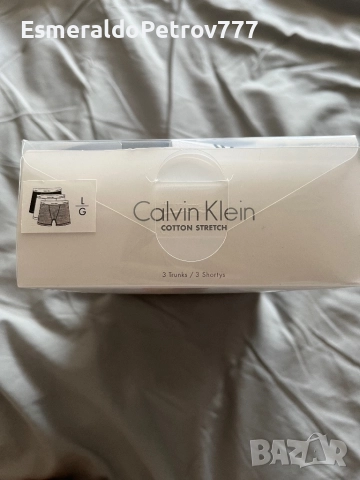 EsmeraldoPetrov777
L
G
Calvin Klein
COTTON STRETCH
3 Trunks / 3 Shortys
BAZAR